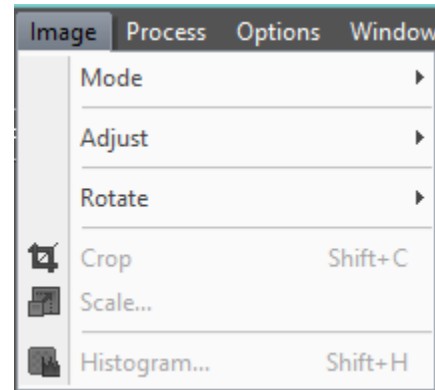 Image Process Options Window
Mode
Adjust
Rotate
Crop Shift+C
Scale...
Histogram... Shift+H